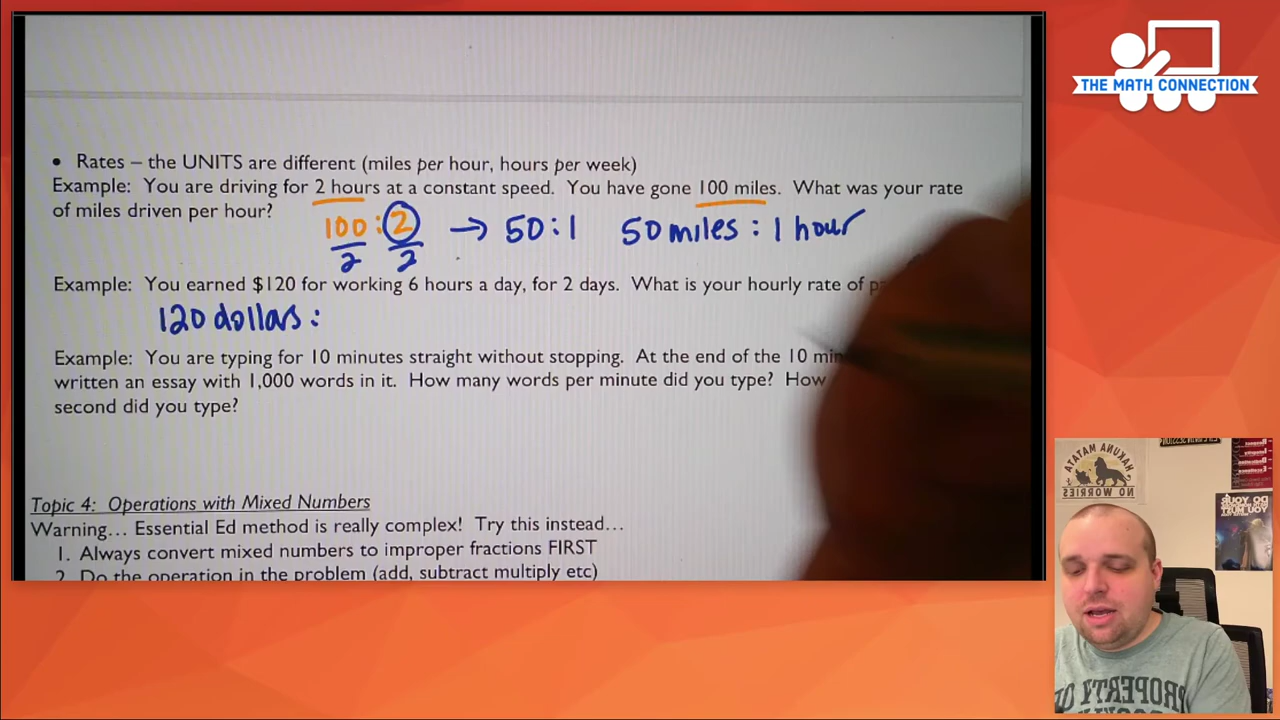 THE MATH CONNECTION
• Rates – the UNITS are different (miles per hour, hours per week)
Example: You are driving for 2 hours at a constant speed. You have gone 100 miles. What was your rate
of miles driven per hour?
100 : 2 → 50 : 1 50 miles : 1 hour
2 2
Example: You earned $120 for working 6 hours a day, for 2 days. What is your hourly rate of
120 dollars :
Example: You are typing for 10 minutes straight without stopping. At the end of the 10
written an essay with 1,000 words in it. How many words per minute did you type? How
second did you type?
Topic 4: Operations with Mixed Numbers
Warning… Essential Ed method is really complex! Try this instead…
1. Always convert mixed numbers to improper fractions FIRST
2. Do the operation in the problem (add, subtract multiply etc)
HAKUNA MATATA
NO WORRIES
DO YOUR
YOU MUST
PROPERTY OF